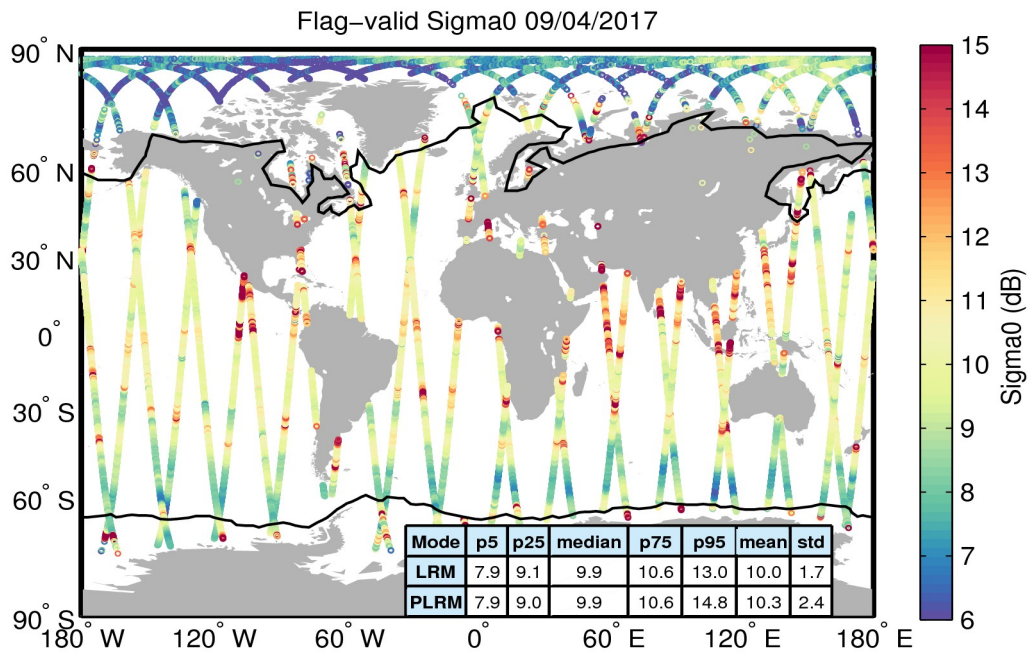 Flag-valid Sigma0 09/04/2017
90° N
60° N
30° N
0°
30° S
60° S
90° S
180° W
120° W
60° W
0°
60° E
120° E
180° E
Mode p5 p25 median p75 p95 mean std
LRM 7.9 9.1 9.9 10.6 13.0 10.0 1.7
PLRM 7.9 9.0 9.9 10.6 14.8 10.3 2.4
15
14
13
12
11
10
9
8
7
6
Sigma0 (dB)